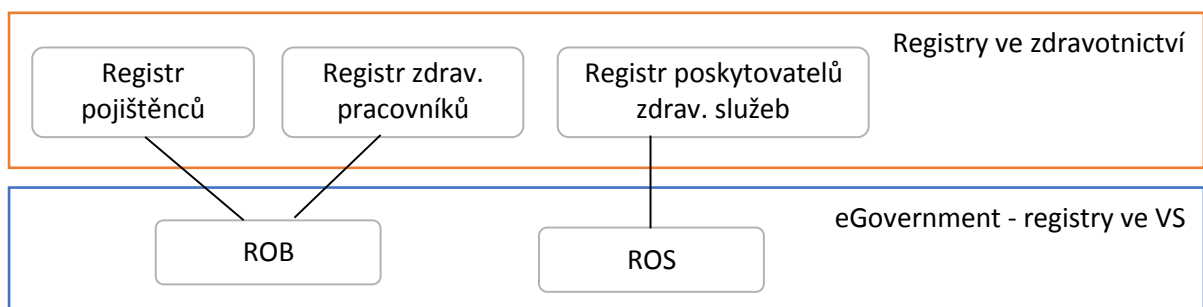 Registry ve zdravotnictví
Registr
pojištěnců
Registr zdrav.
pracovníků
Registr poskytovatelů
zdrav. služeb
eGovernment - registry ve VS
ROB
ROS